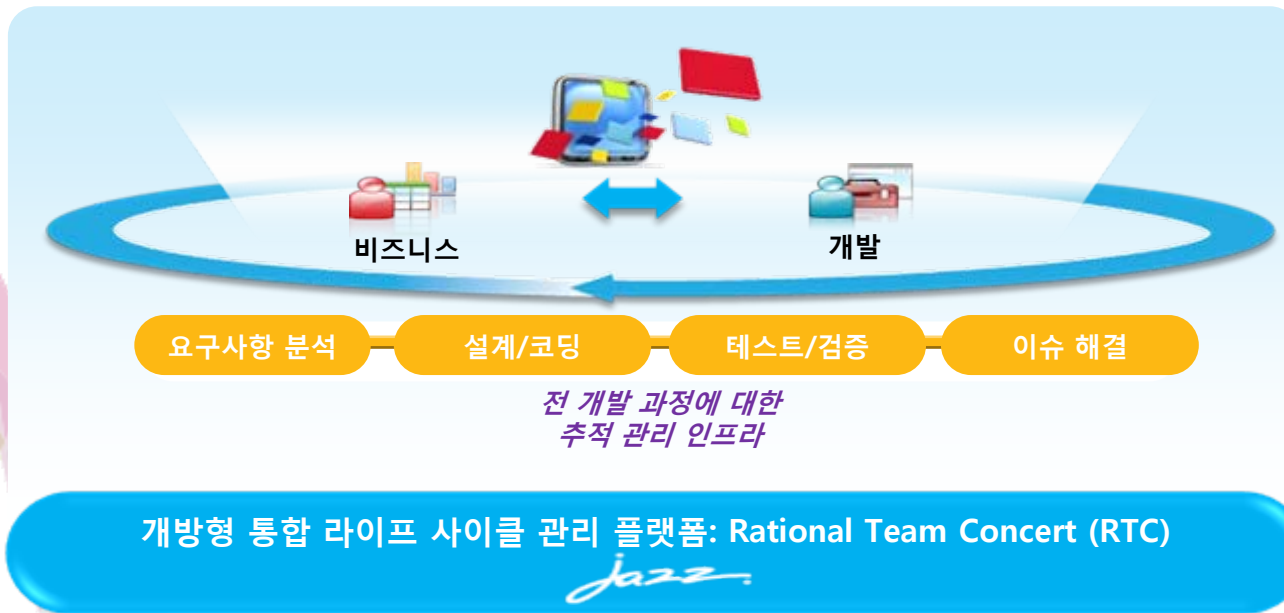 비즈니스
개발
요구사항 분석
설계/코딩
테스트/검증
이슈 해결
전 개발 과정에 대한
추적 관리 인프라
개방형 통합 라이프 사이클 관리 플랫폼: Rational Team Concert (RTC)
jazz